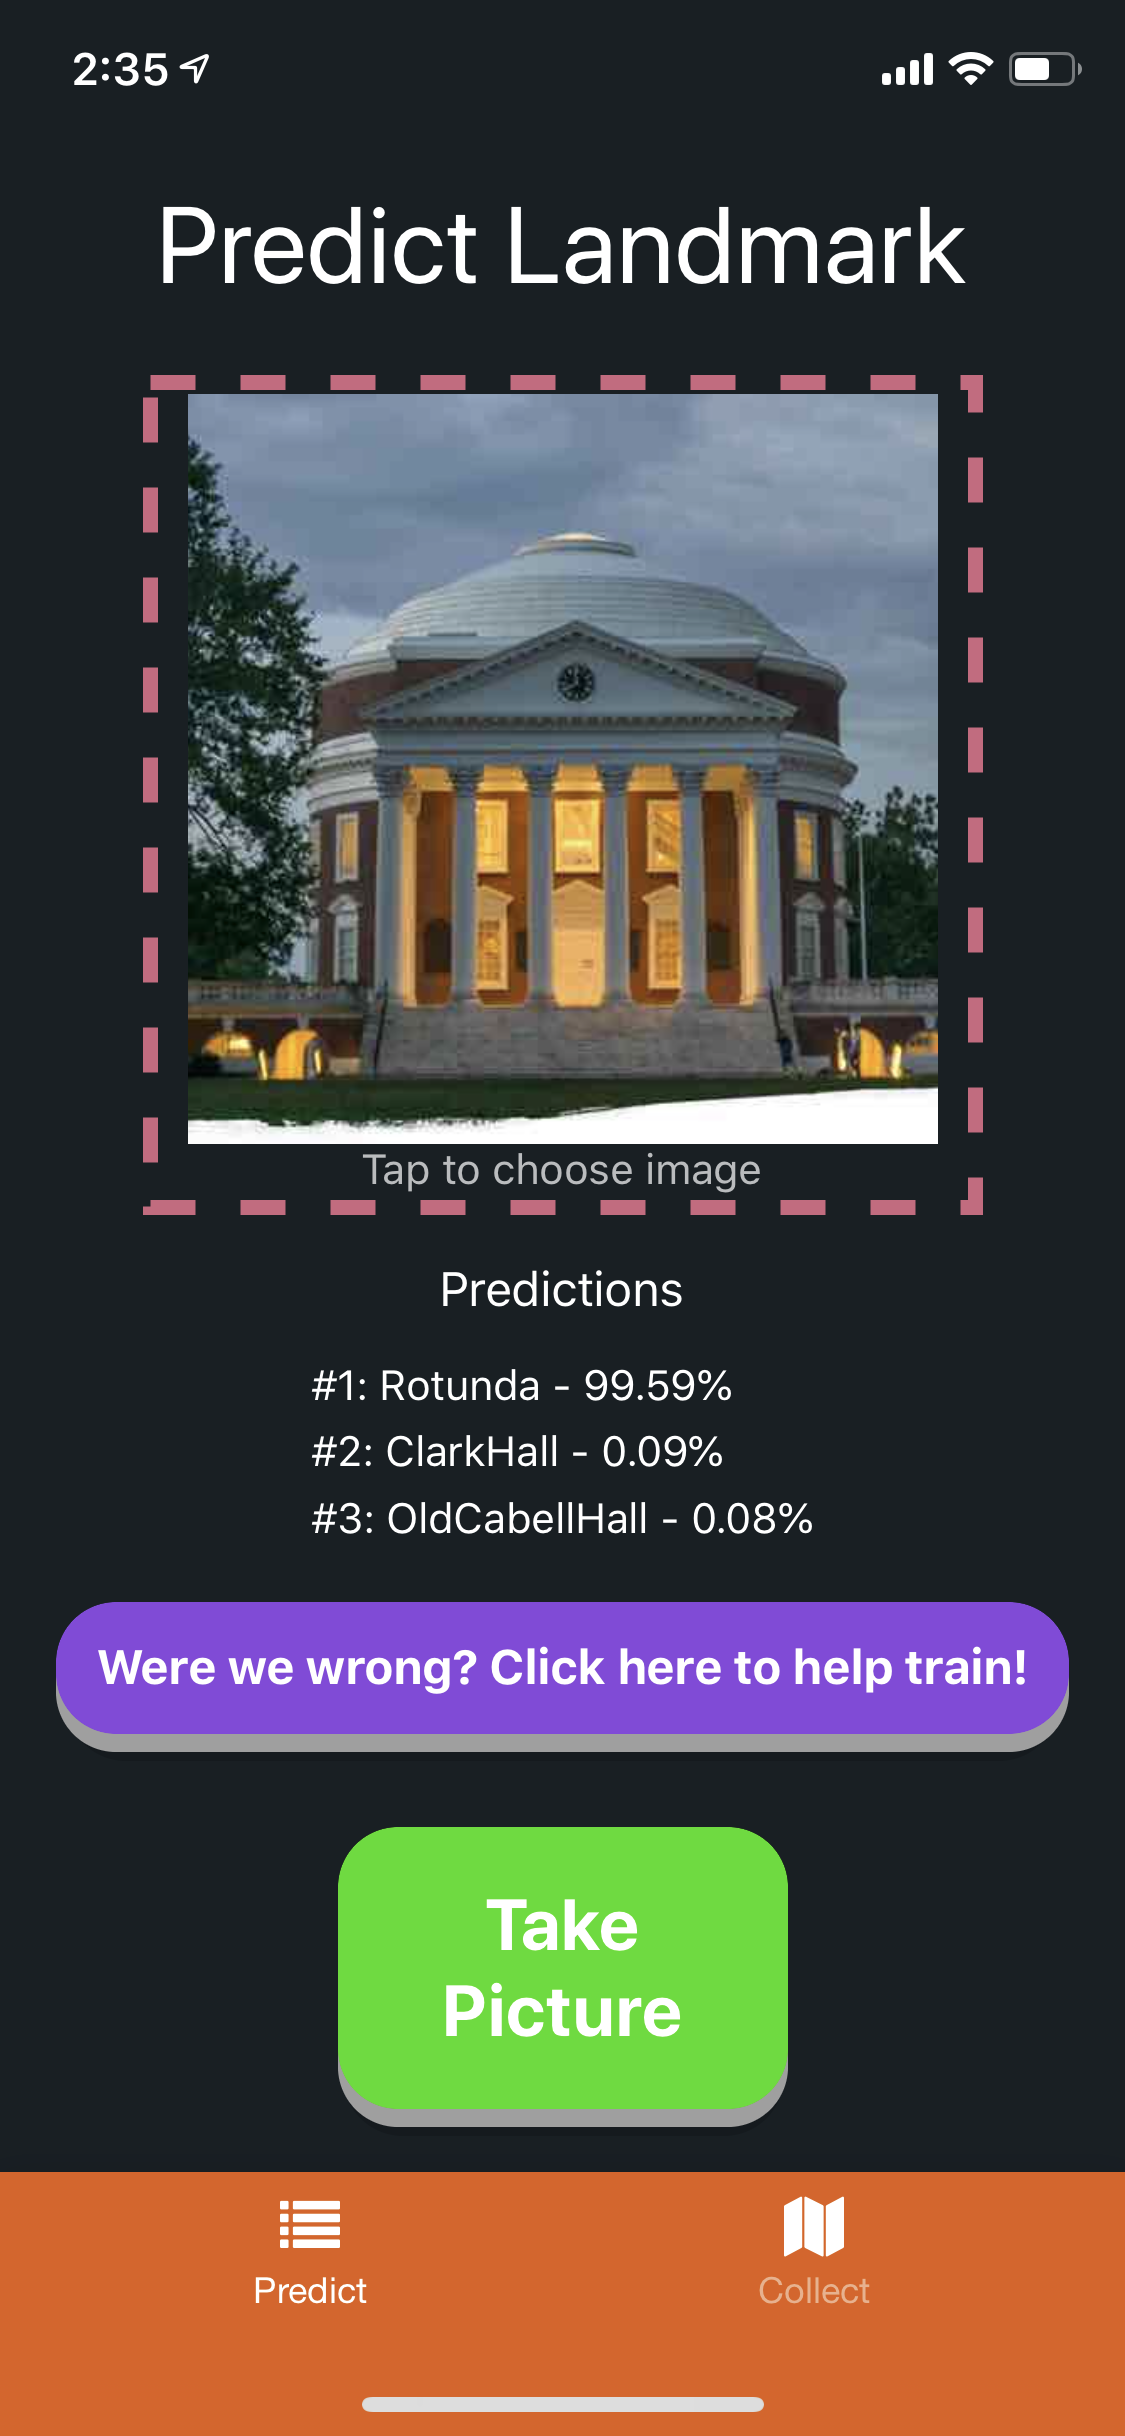 2:35
Predict Landmark
Tap to choose image
Predictions
#1: Rotunda - 99.59%
#2: ClarkHall - 0.09%
#3: OldCabellHall - 0.08%
Were we wrong? Click here to help train!
Take
Picture
Predict
Collect